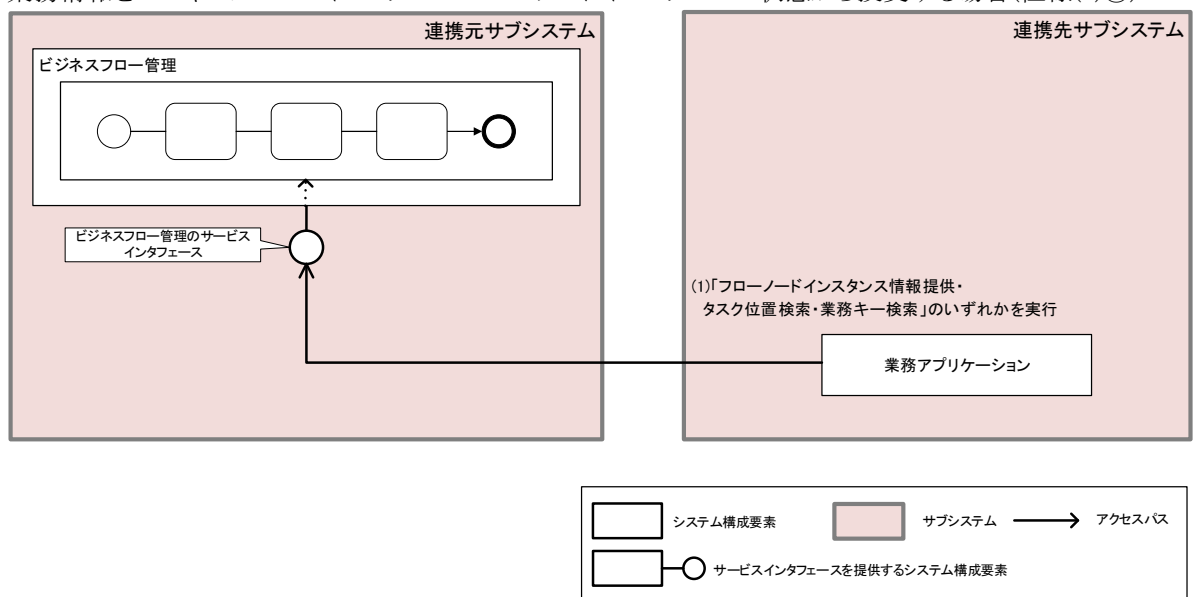 連携元サブシステム
連携先サブシステム
ビジネスフロー管理
ビジネスフロー管理のサービス
インタフェース
(1)「フローノードインスタンス情報提供・
タスク位置検索・業務キー検索」のいずれかを実行
業務アプリケーション
システム構成要素
サブシステム
アクセスパス
サービスインタフェースを提供するシステム構成要素